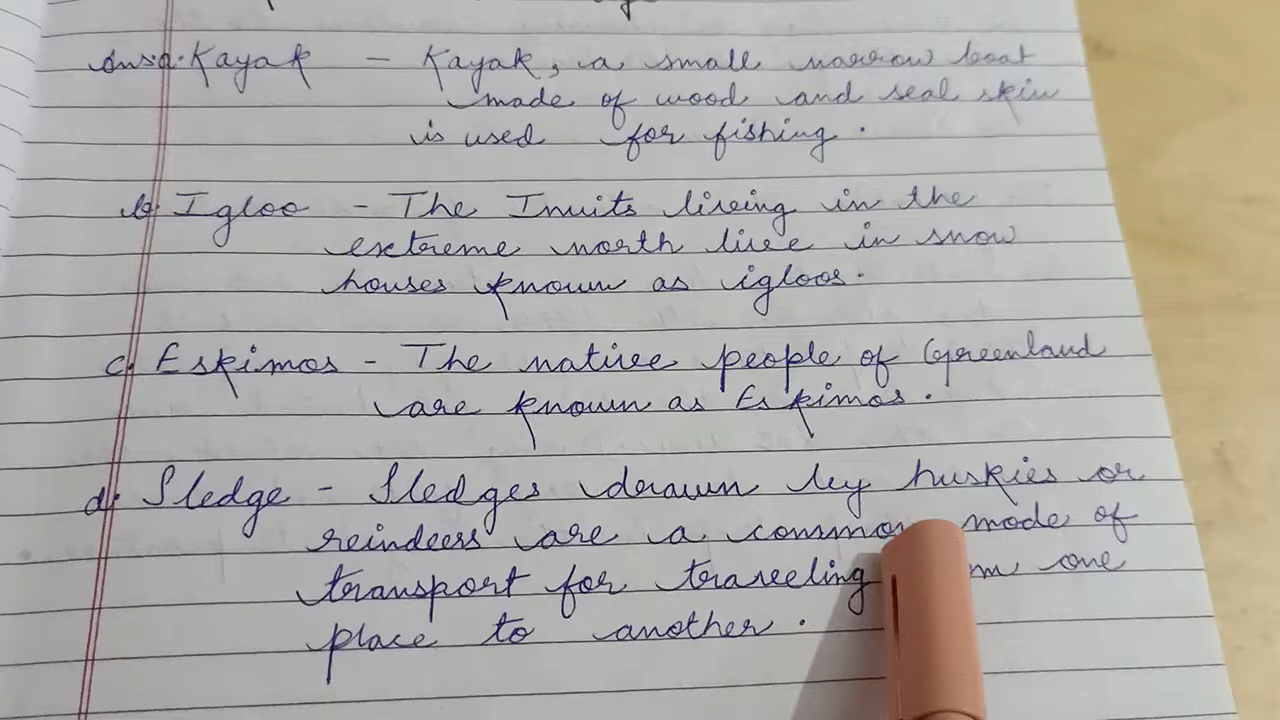 Ans a. Kayak - Kayak, a small narrow boat
made of wood and seal skin
is used for fishing.
b. Igloo - The Inuits living in the
extreme north live in snow
houses known as igloos.
c. Eskimos - The native people of Greenland
are known as Eskimos.
d. Sledge - Sledges drawn by huskies or
reindeers are a common mode of
transport for traveling one
place to another.